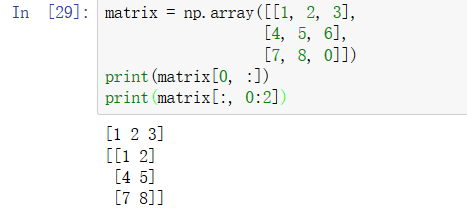 In [29]: matrix = np.array([[1, 2, 3],
[4, 5, 6],
[7, 8, 0]])
print(matrix[0, :])
print(matrix[:, 0:2])
[1 2 3]
[[1 2]
[4 5]
[7 8]]